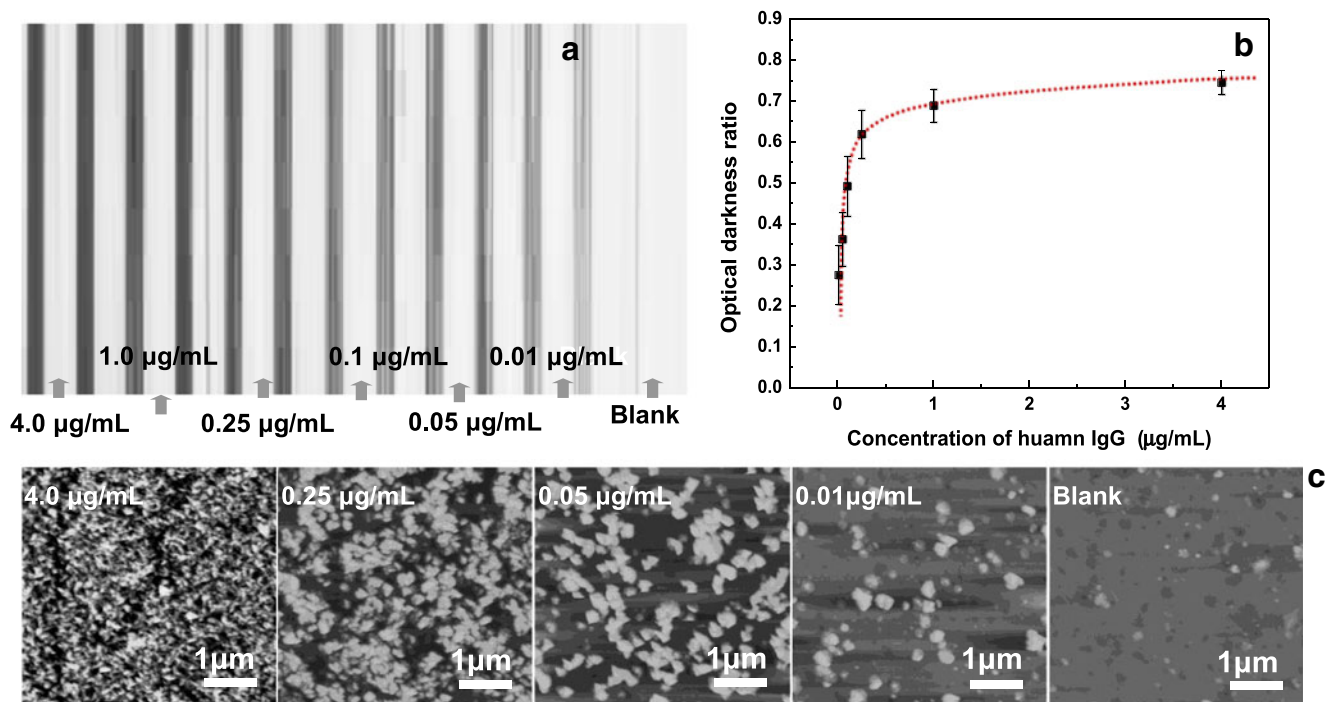 a
1.0 µg/mL
0.1 µg/mL
0.01 µg/mL
4.0 µg/mL
0.25 µg/mL
0.05 µg/mL
Blank
b
0.9
0.8
0.7
0.6
0.5
0.4
0.3
0.2
0.1
0.0
Optical darkness ratio
0 1 2 3 4
Concentration of huamn IgG (µg/mL)
c
4.0 µg/mL
0.25 µg/mL
0.05 µg/mL
0.01µg/mL
Blank
1µm
1µm
1µm
1µm
1µm